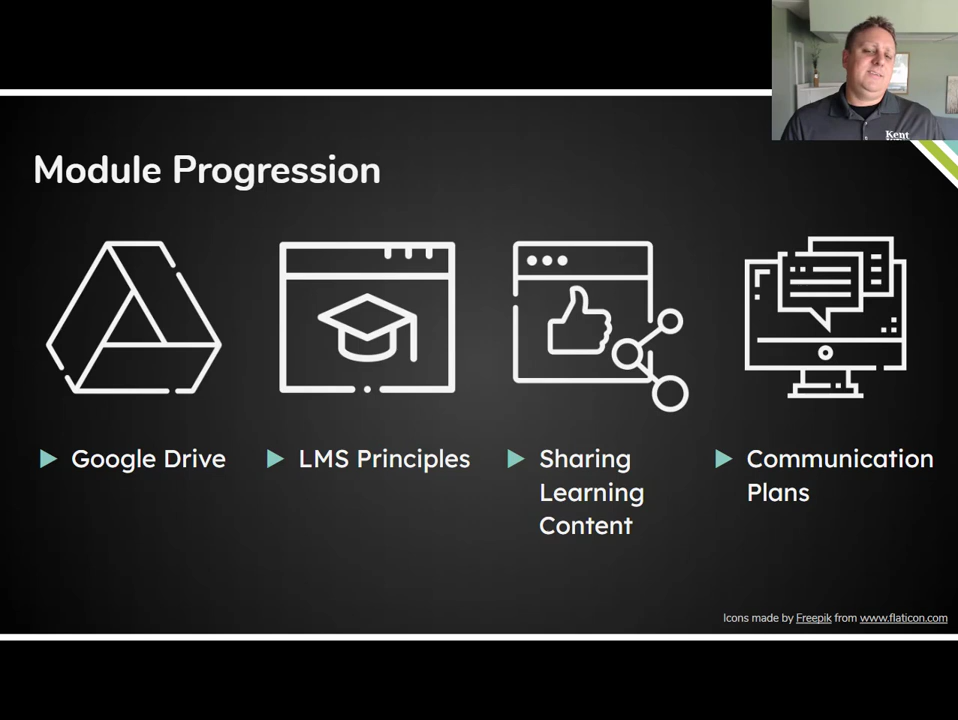 Kent
Module Progression
Google Drive
LMS Principles
Sharing
Learning
Content
Communication
Plans
Icons made by Freepik from www.flaticon.com